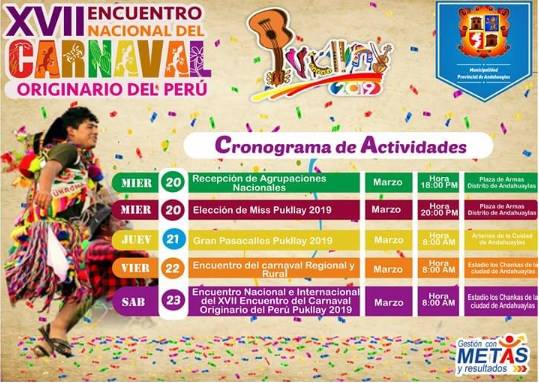 XVII ENCUENTRO
NACIONAL DEL
CARNAVAL
ORIGINARIO DEL PERÚ
2019
Municipalidad
Provincial de Andahuaylas
Cronograma de Actividades
MIER 20 Recepción de Agrupaciones Nacionales Marzo Hora 18:00 PM Plaza de Armas Distrito de Andahuaylas
MIER 20 Elección de Miss Pukllay 2019 Marzo Hora 20:00 PM Plaza de Armas Distrito de Andahuaylas
JUEV 21 Gran Pasacalles Pukllay 2019 Marzo Hora 8:00 AM Arterias de la Cuidad de Andahuaylas
VIER 22 Encuentro del carnaval Regional y Rural Marzo Hora 8:00 AM Estadio los Chankas de la ciudad de Andahuaylas
SAB 23 Encuentro Nacional e Internacional del XVII Encuentro del Carnaval Originario del Perú Pukllay 2019 Marzo Hora 8:00 AM Estadio los Chankas de la ciudad de Andahuaylas
Gestión con
METAS
y resultados